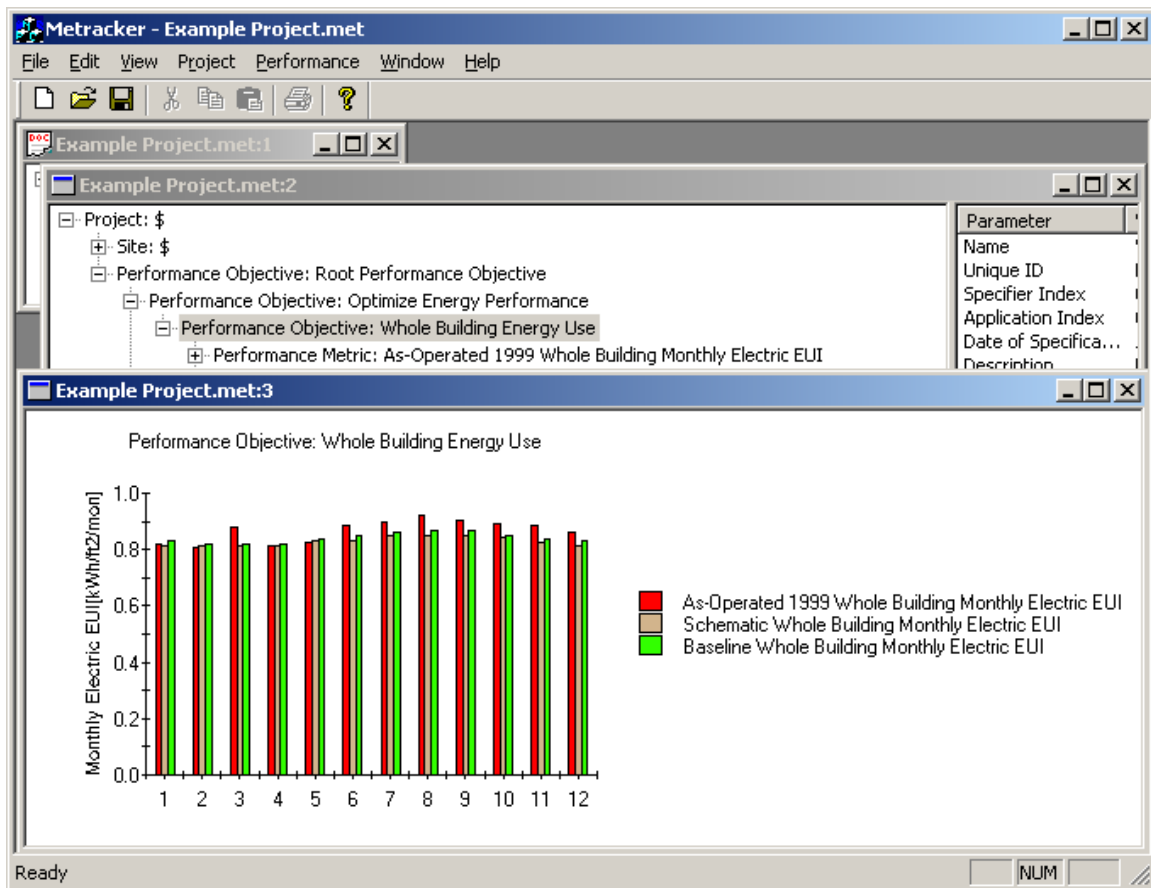 Metracker - Example Project.met
File Edit View Project Performance Window Help
DOC
Example Project.met:1
Example Project.met:2
Project: $
Site: $
Performance Objective: Root Performance Objective
Performance Objective: Optimize Energy Performance
Performance Objective: Whole Building Energy Use
Performance Metric: As-Operated 1999 Whole Building Monthly Electric EUI
Parameter
Name
Unique ID
Specifier Index
Application Index
Date of Specifica...
Description
Example Project.met:3
Performance Objective: Whole Building Energy Use
Monthly Electric EUI[kWh/ft2/mon]
1.0
0.8
0.6
0.4
0.2
0.0
1 2 3 4 5 6 7 8 9 10 11 12
As-Operated 1999 Whole Building Monthly Electric EUI
Schematic Whole Building Monthly Electric EUI
Baseline Whole Building Monthly Electric EUI
Ready
NUM